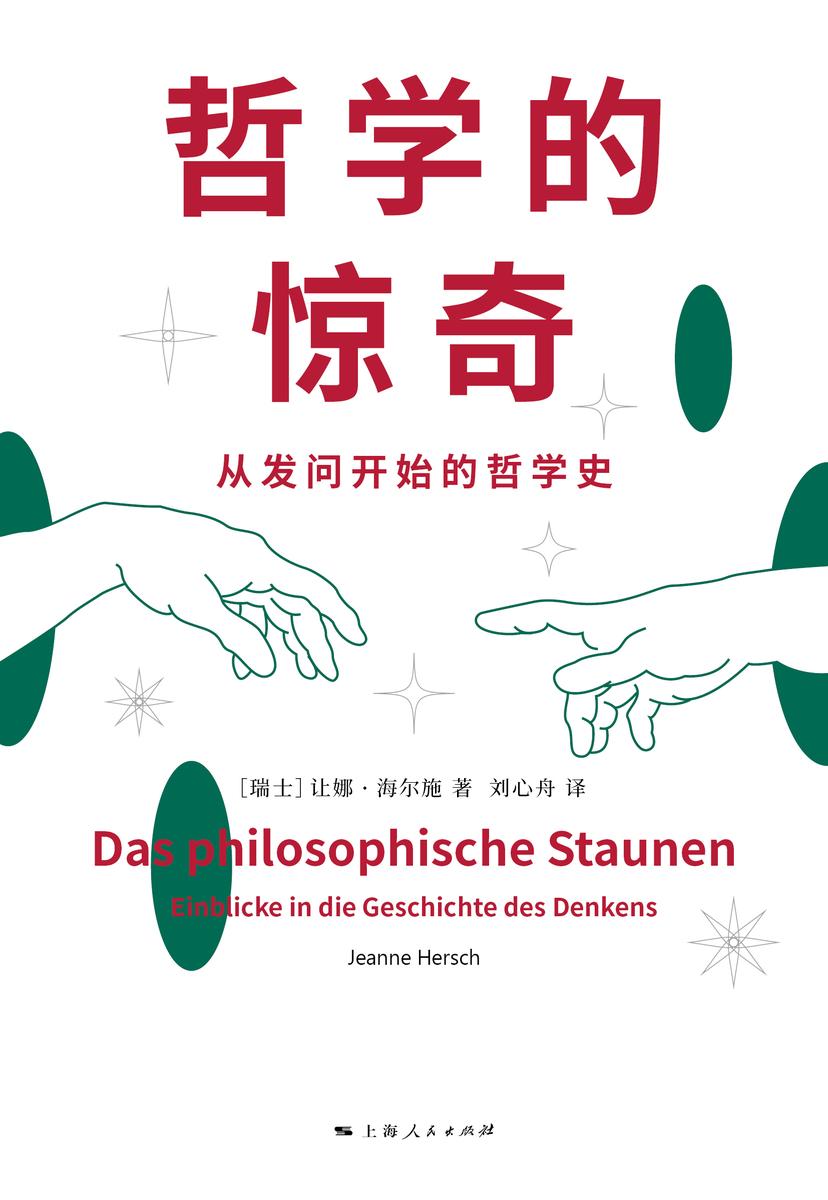 哲学的
惊奇
从发问开始的哲学史
[瑞士]让娜·海尔施 著 刘心舟 译
Das philosophische Staunen
Einblicke in die Geschichte des Denkens
Jeanne Hersch
上海人民出版社